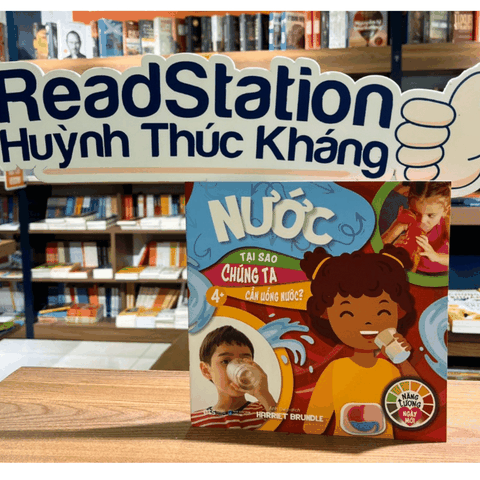 ReadStation
Huỳnh Thúc Kháng
NƯỚC
TẠI SAO
CHÚNG TA
CẦN UỐNG NƯỚC?
4+
NĂNG
LƯỢNG
NGÀY
MỚI
HARRIET BRUNDLE